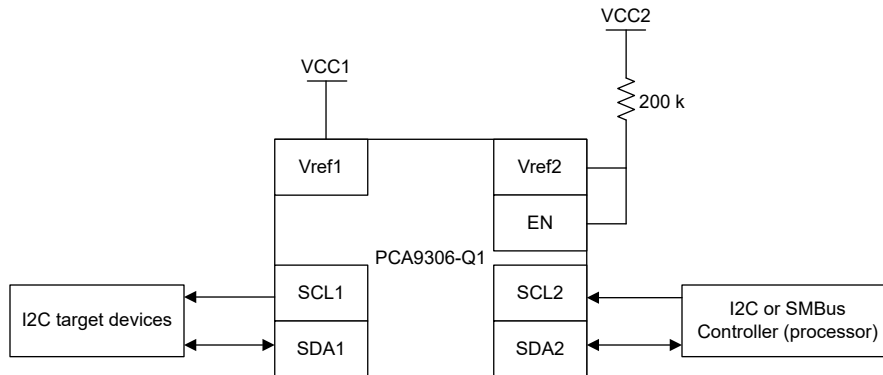 VCC2
VCC1
200 k
Vref1
Vref2
EN
PCA9306-Q1
SCL1
SCL2
I2C target devices
I2C or SMBus
Controller (processor)
SDA1
SDA2